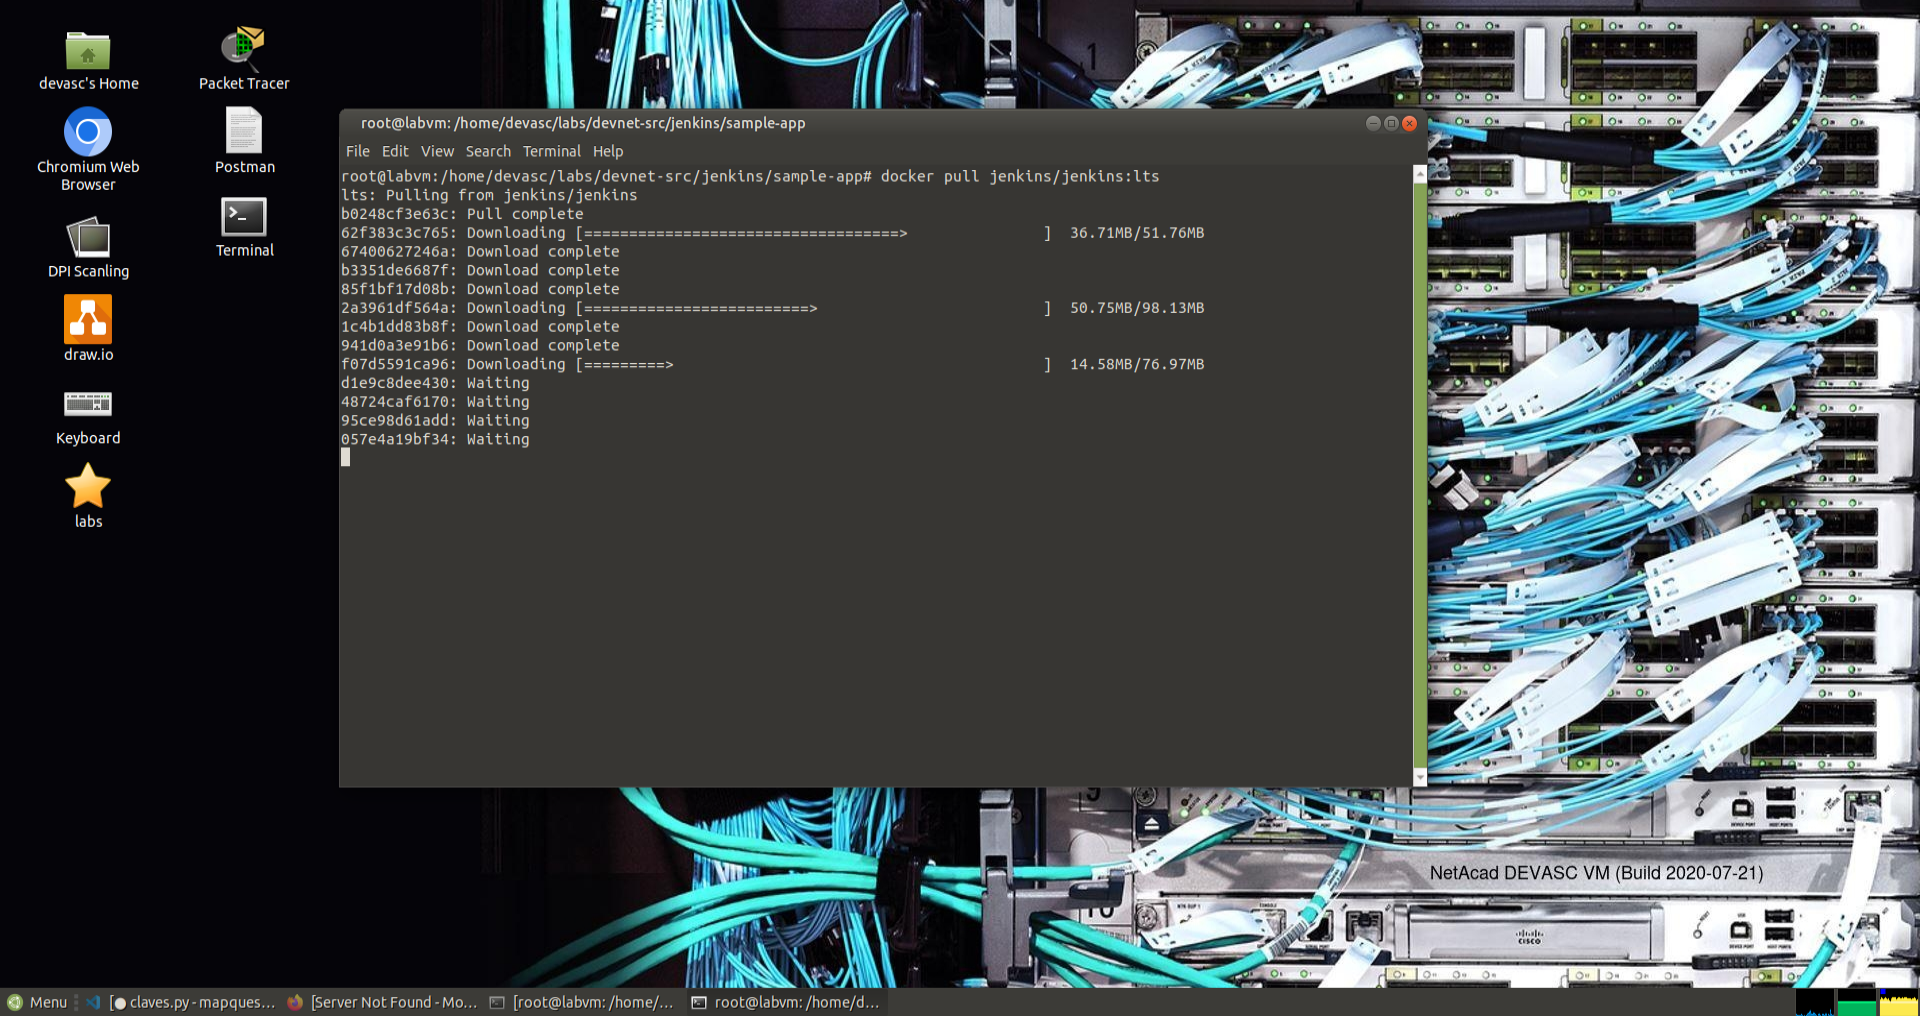 devasc's Home
Packet Tracer
Chromium Web
Browser
Postman
DPI Scanling
Terminal
draw.io
Keyboard
labs
root@labvm: /home/devasc/labs/devnet-src/jenkins/sample-app
File Edit View Search Terminal Help
root@labvm:/home/devasc/labs/devnet-src/jenkins/sample-app# docker pull jenkins/jenkins:lts
lts: Pulling from jenkins/jenkins
b0248cf3e63c: Pull complete
62f383c3c765: Downloading [===================================>               ]  36.71MB/51.76MB
67400627246a: Download complete
b3351de6687f: Download complete
85f1bf17d08b: Download complete
2a3961df564a: Downloading [=========================>                         ]  50.75MB/98.13MB
1c4b1dd83b8f: Download complete
941d0a3e91b6: Download complete
f07d5591ca96: Downloading [=========>                                         ]  14.58MB/76.97MB
d1e9c8dee430: Waiting
48724caf6170: Waiting
95ce98d61add: Waiting
057e4a19bf34: Waiting
NetAcad DEVASC VM (Build 2020-07-21)
CISCO
Menu
[● claves.py - mapques...
[Server Not Found - Mo...
[root@labvm: /home/...
root@labvm: /home/d...